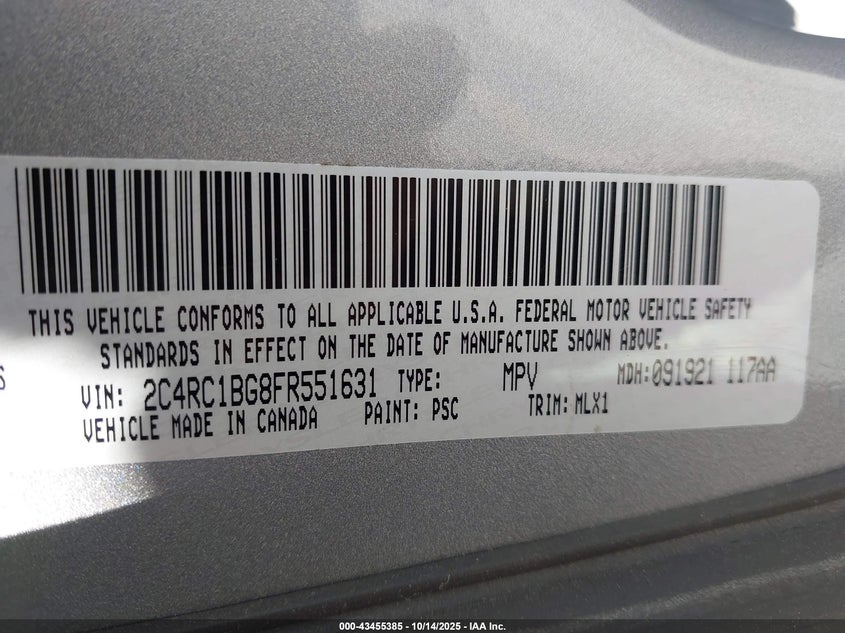 THIS VEHICLE CONFORMS TO ALL APPLICABLE U.S.A. FEDERAL MOTOR VEHICLE SAFETY
STANDARDS IN EFFECT ON THE DATE OF MANUFACTURE SHOWN ABOVE.
VIN: 2C4RC1BG8FR551631 TYPE: MPV MDH:091921 117AA
VEHICLE MADE IN CANADA PAINT: PSC TRIM: MLX1
000-43455385 - 10/14/2025 - IAA Inc.